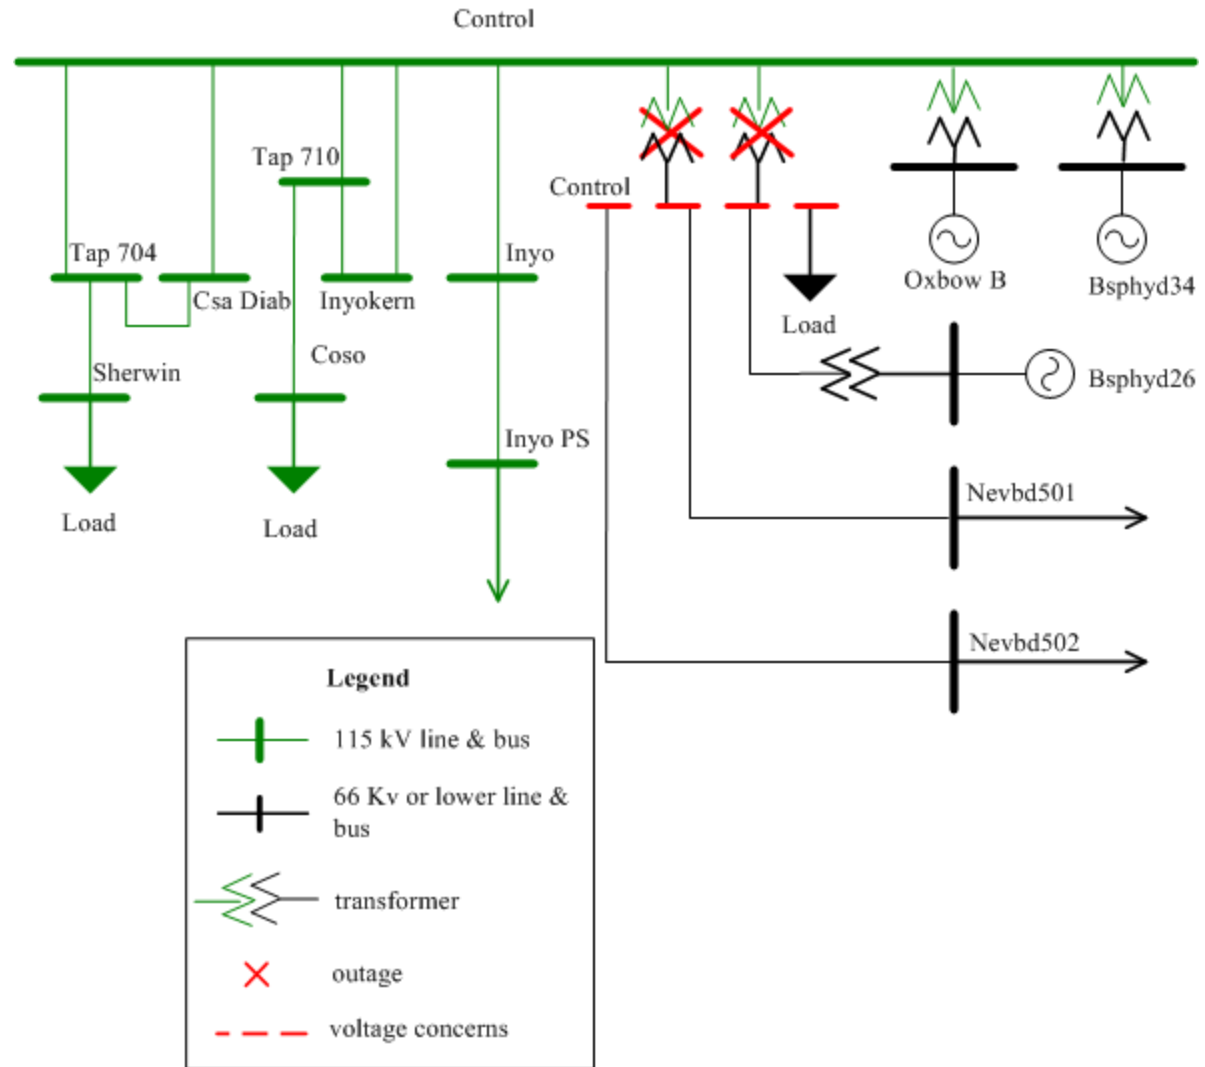 Control
Tap 710
Control
Tap 704
Inyo
Csa Diab
Inyokern
Oxbow B
Bsphyd34
Load
Coso
Sherwin
Bsphyd26
Inyo PS
Nevbd501
Load
Load
Nevbd502
Legend
115 kV line & bus
66 Kv or lower line &
bus
transformer
outage
voltage concerns